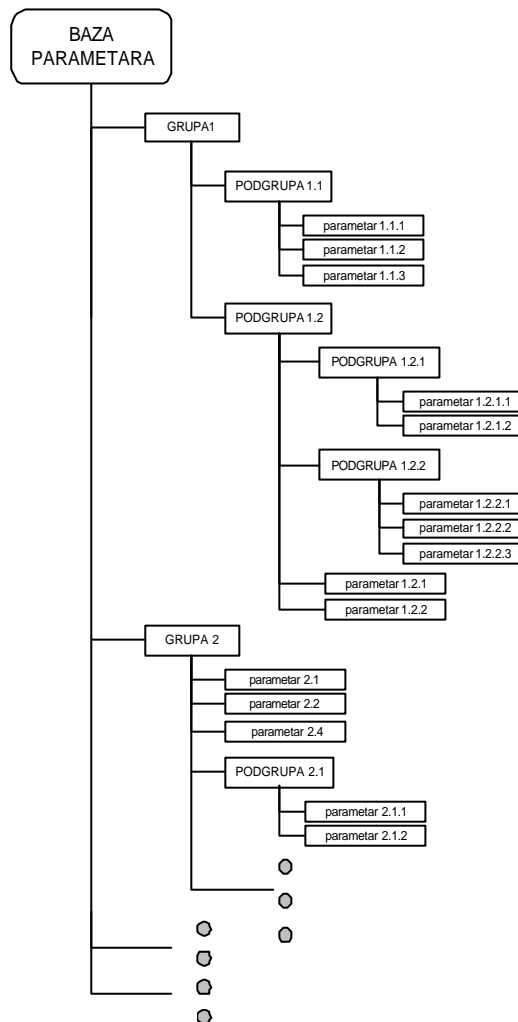 BAZA
PARAMETARA
GRUPA1
PODGRUPA 1.1
parametar 1.1.1
parametar 1.1.2
parametar 1.1.3
PODGRUPA 1.2
PODGRUPA 1.2.1
parametar 1.2.1.1
parametar 1.2.1.2
PODGRUPA 1.2.2
parametar 1.2.2.1
parametar 1.2.2.2
parametar 1.2.2.3
parametar 1.2.1
parametar 1.2.2
GRUPA 2
parametar 2.1
parametar 2.2
parametar 2.4
PODGRUPA 2.1
parametar 2.1.1
parametar 2.1.2